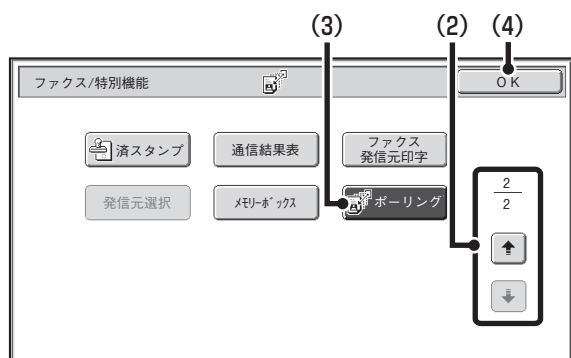 (3) (2) (4)
ファクス/特別機能 OK
済スタンプ 通信結果表 ファクス
発信元印字
発信元選択 ﾒﾓﾘｰﾎﾞｯｸｽ ポーリング
2
2